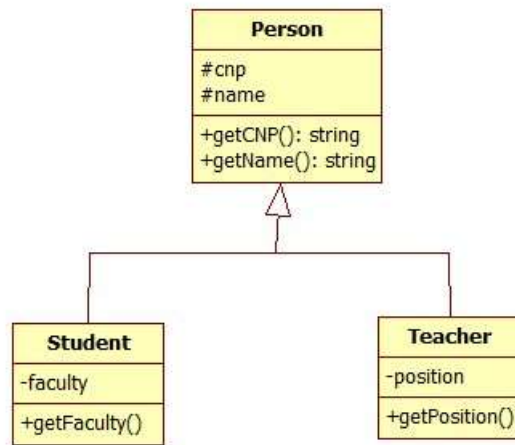 Person
#cnp
#name
+getCNP(): string
+getName(): string
Student
-faculty
+getFaculty()
Teacher
-position
+getPosition()